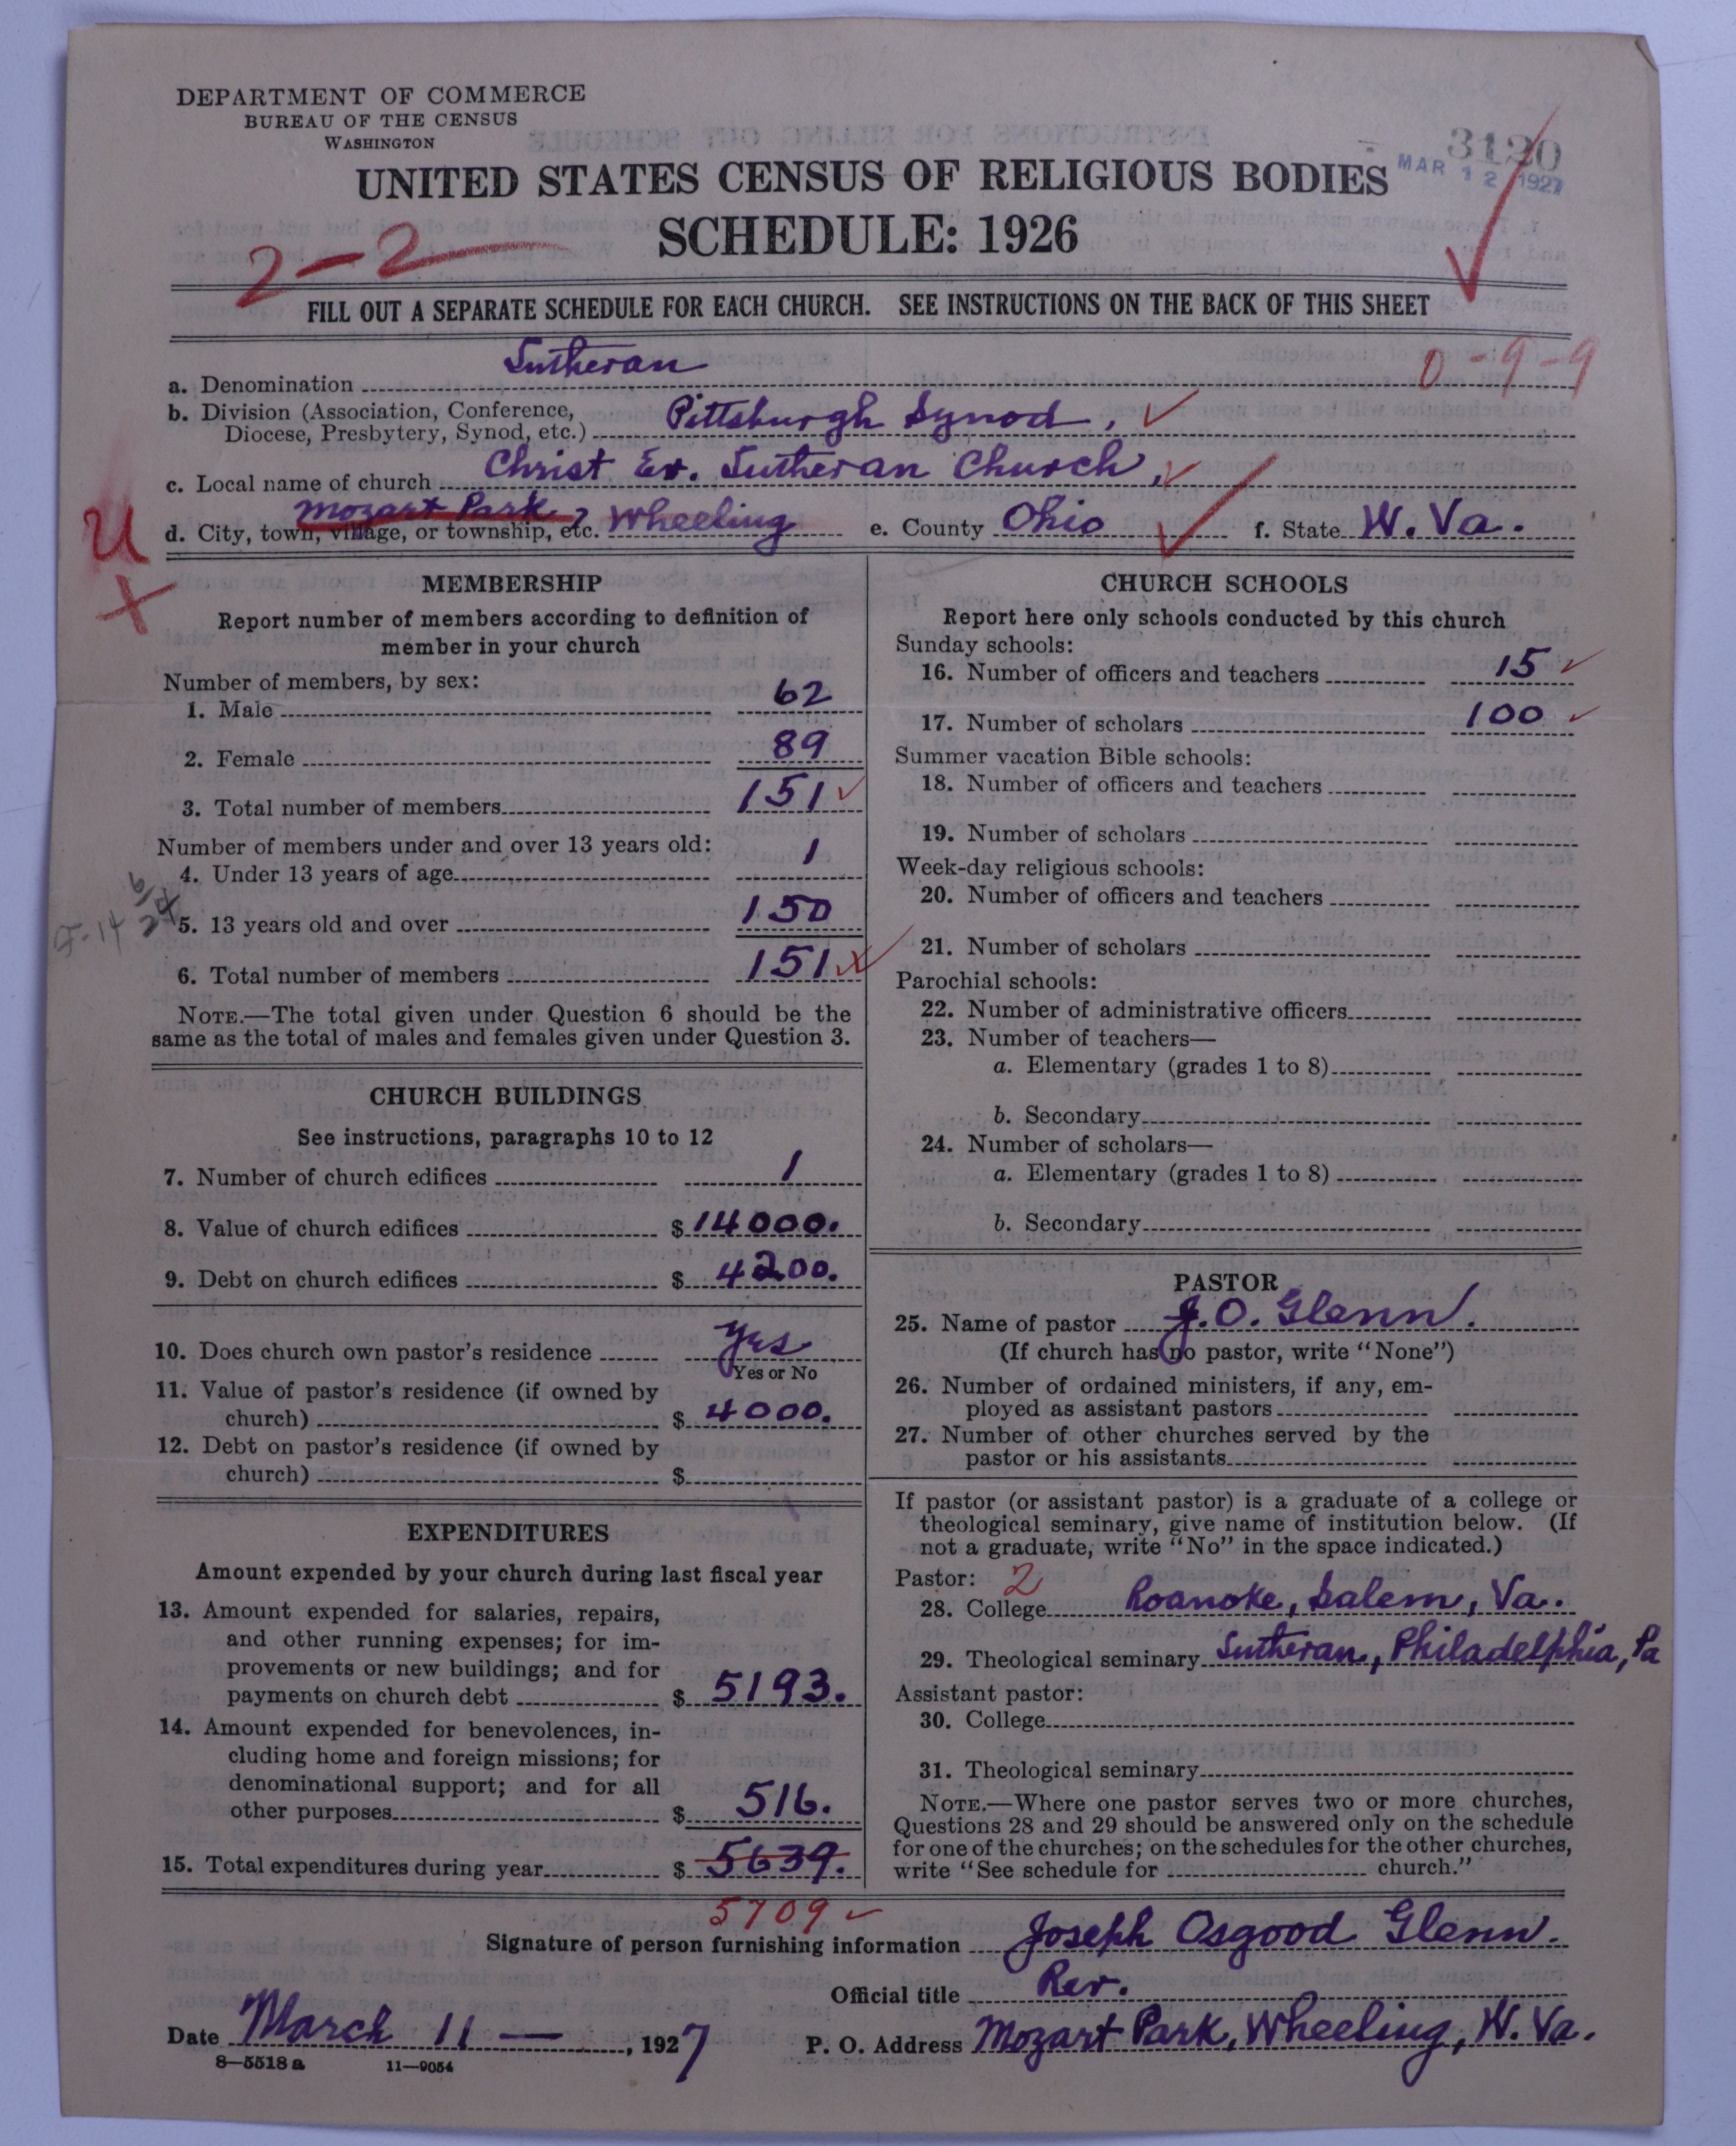 DEPARTMENT OF COMMERCE
BUREAU OF THE CENSUS
WASHINGTON
3120
MAR 12 1927
UNITED STATES CENSUS OF RELIGIOUS BODIES
SCHEDULE: 1926
2-2
FILL OUT A SEPARATE SCHEDULE FOR EACH CHURCH. SEE INSTRUCTIONS ON THE BACK OF THIS SHEET
a. Denomination Lutheran 0-9-9
b. Division (Association, Conference,
Diocese, Presbytery, Synod, etc.) Pittsburgh Synod,
c. Local name of church Christ Ev. Lutheran Church,
d. City, town, village, or township, etc. Mozart Park, Wheeling e. County Ohio f. State W. Va.
U
MEMBERSHIP
Report number of members according to definition of
member in your church
Number of members, by sex:
1. Male 62
2. Female 89
3. Total number of members 151
Number of members under and over 13 years old:
4. Under 13 years of age 1
5. 13 years old and over 150
6. Total number of members 151
NOTE.—The total given under Question 6 should be the
same as the total of males and females given under Question 3.
CHURCH BUILDINGS
See instructions, paragraphs 10 to 12
7. Number of church edifices 1
8. Value of church edifices $ 14000.
9. Debt on church edifices $ 4200.
10. Does church own pastor's residence Yes
Yes or No
11. Value of pastor's residence (if owned by
church) $ 4000.
12. Debt on pastor's residence (if owned by
church) $
EXPENDITURES
Amount expended by your church during last fiscal year
13. Amount expended for salaries, repairs,
and other running expenses; for im-
provements or new buildings; and for
payments on church debt $ 5193.
14. Amount expended for benevolences, in-
cluding home and foreign missions; for
denominational support; and for all
other purposes $ 516.
15. Total expenditures during year $ 5639.
5709
CHURCH SCHOOLS
Report here only schools conducted by this church
Sunday schools:
16. Number of officers and teachers 15
17. Number of scholars 100
Summer vacation Bible schools:
18. Number of officers and teachers
19. Number of scholars
Week-day religious schools:
20. Number of officers and teachers
21. Number of scholars
Parochial schools:
22. Number of administrative officers
23. Number of teachers—
a. Elementary (grades 1 to 8)
b. Secondary
24. Number of scholars—
a. Elementary (grades 1 to 8)
b. Secondary
PASTOR
25. Name of pastor J. O. Glenn.
(If church has no pastor, write "None")
26. Number of ordained ministers, if any, em-
ployed as assistant pastors
27. Number of other churches served by the
pastor or his assistants
If pastor (or assistant pastor) is a graduate of a college or
theological seminary, give name of institution below. (If
not a graduate, write "No" in the space indicated.)
Pastor: 2
28. College Roanoke, Salem, Va.
29. Theological seminary Lutheran, Philadelphia, Pa
Assistant pastor:
30. College
31. Theological seminary
NOTE.—Where one pastor serves two or more churches,
Questions 28 and 29 should be answered only on the schedule
for one of the churches; on the schedules for the other churches,
write "See schedule for church."
Signature of person furnishing information Joseph Osgood Glenn.
Official title Rev.
Date March 11 —, 1927 P. O. Address Mozart Park, Wheeling, W. Va.
8—5518 a 11—9054